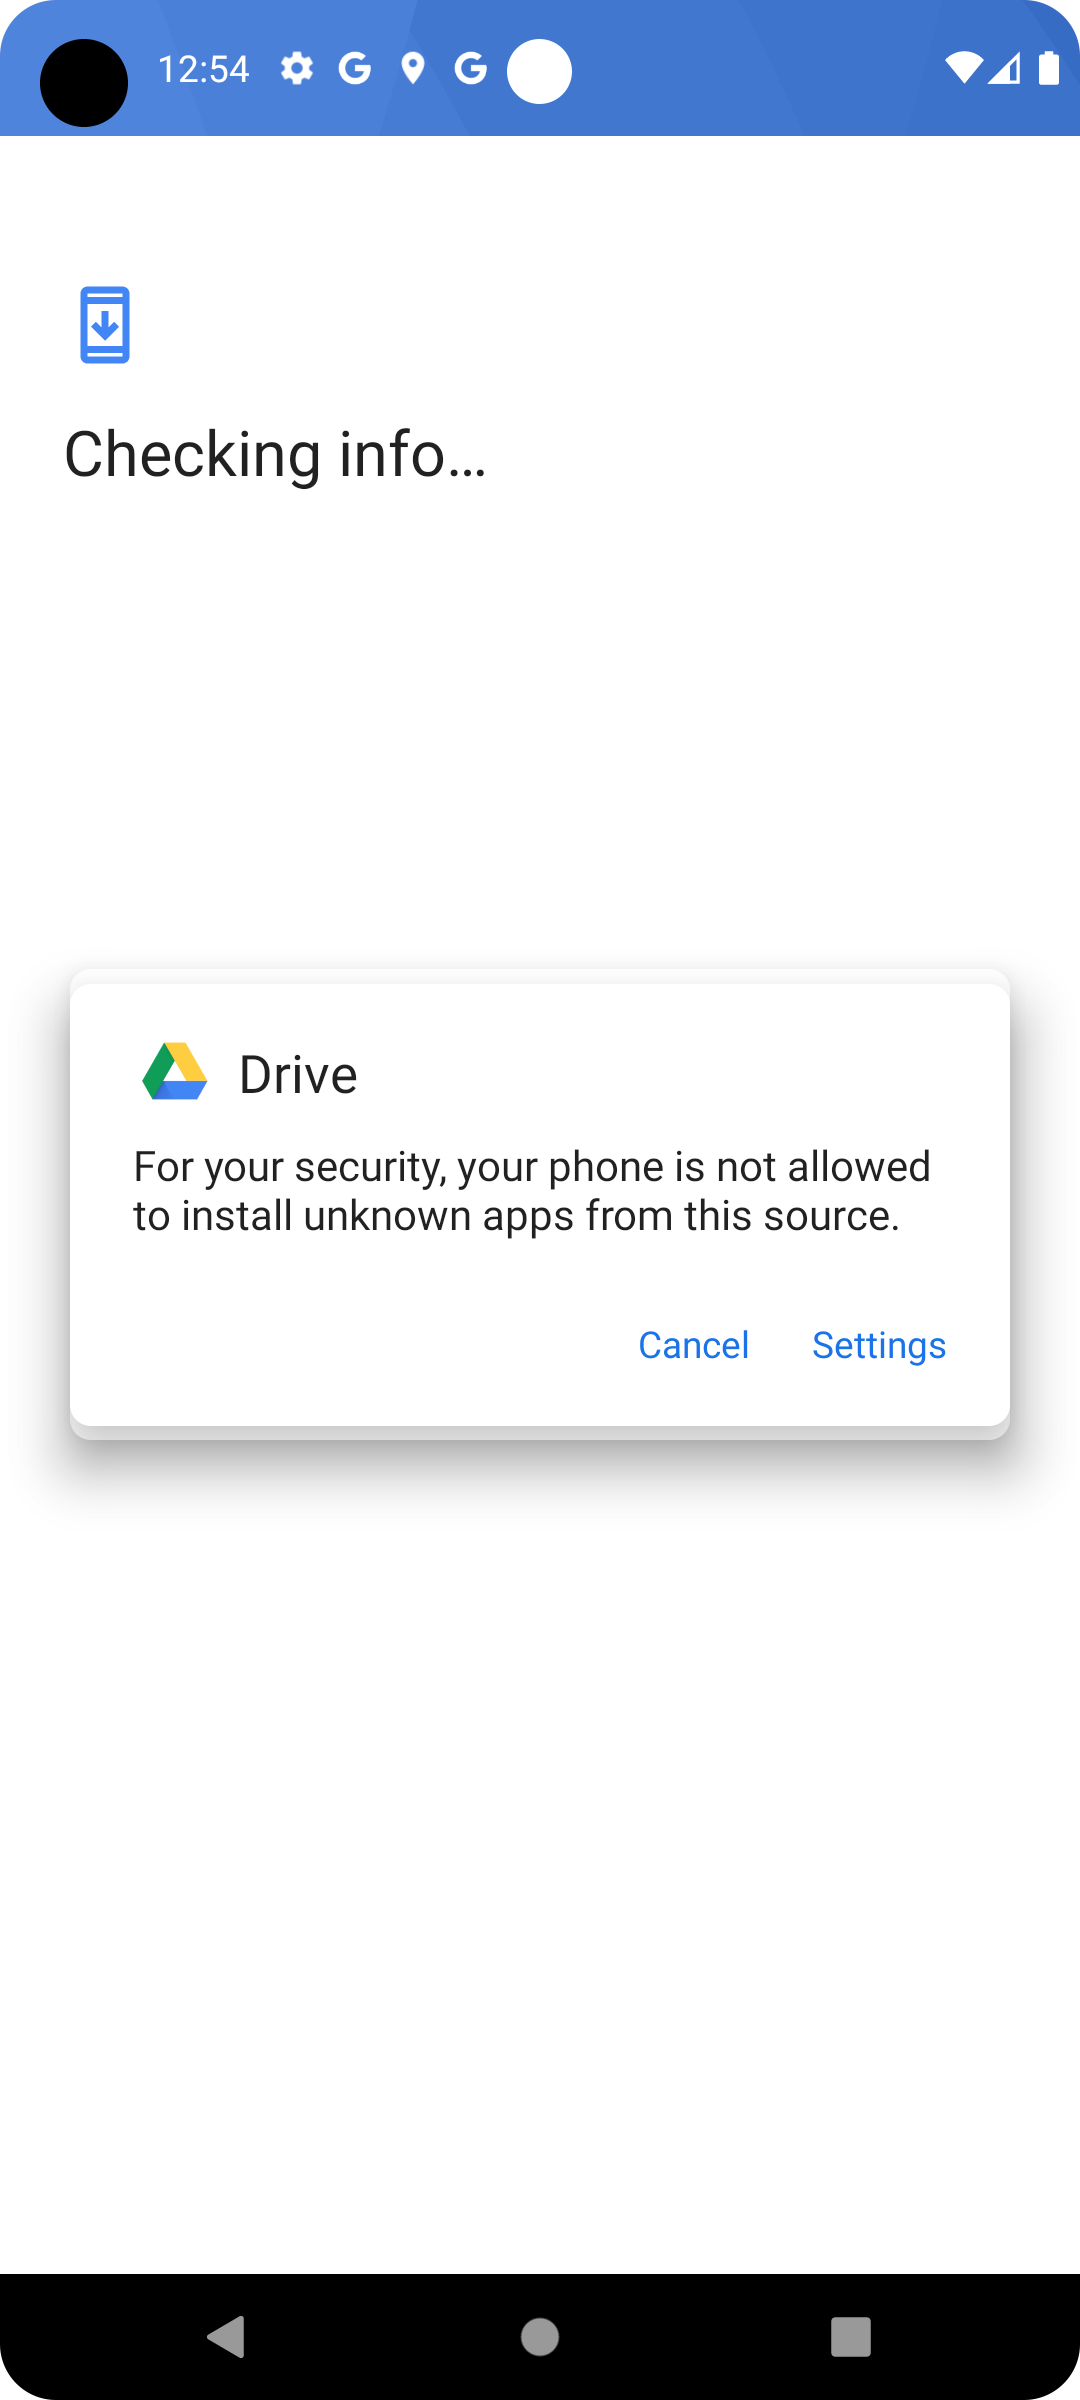 12:54
Checking info…
Drive
For your security, your phone is not allowed
to install unknown apps from this source.
Cancel Settings